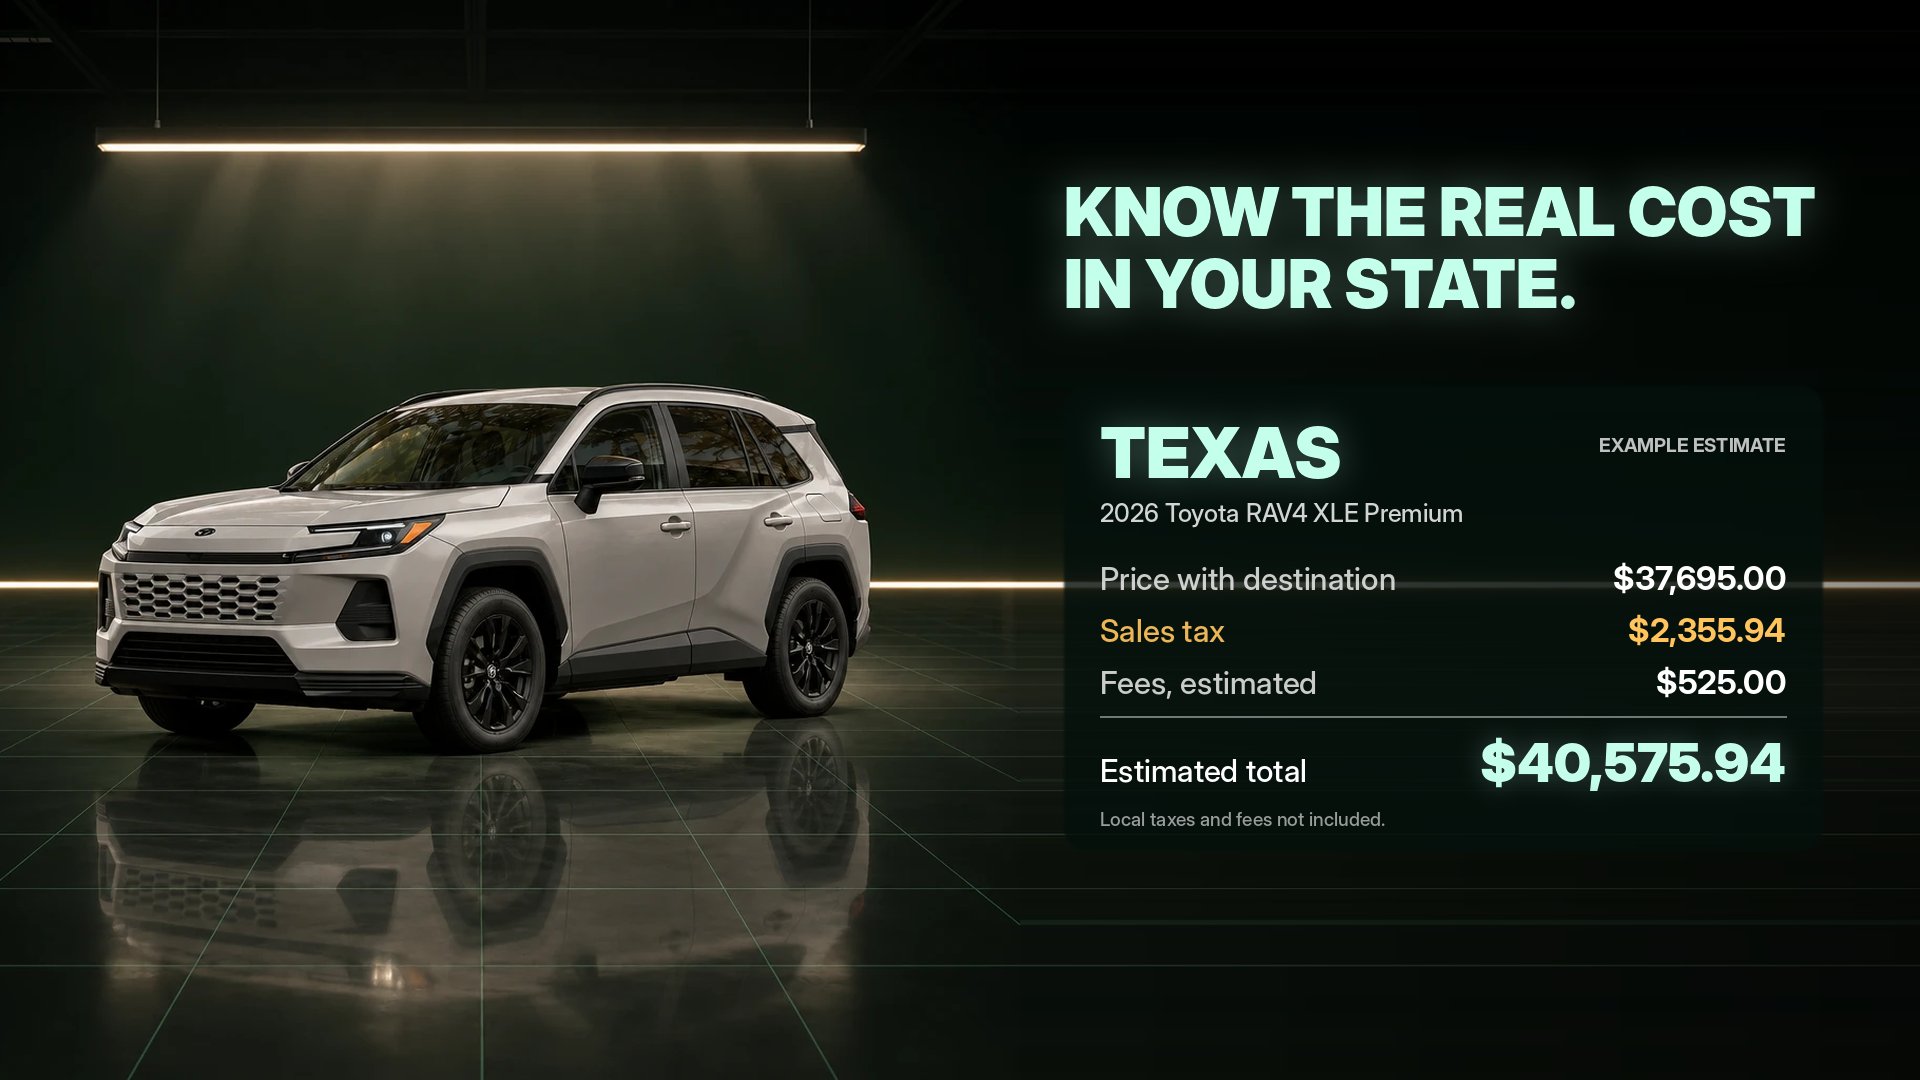 KNOW THE REAL COST
IN YOUR STATE.
TEXAS
EXAMPLE ESTIMATE
2026 Toyota RAV4 XLE Premium
Price with destination $37,695.00
Sales tax $2,355.94
Fees, estimated $525.00
Estimated total $40,575.94
Local taxes and fees not included.